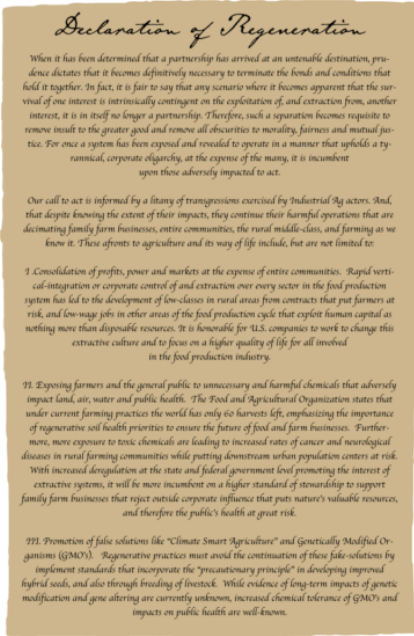 Declaration of Regeneration
When it has been determined that a partnership has arrived at an untenable destination, pru-
dence dictates that it becomes definitively necessary to terminate the bonds and conditions that
hold it together. In fact, it is fair to say that any scenario where it becomes apparent that the sur-
vival of one interest is intrinsically contingent on the exploitation of, and extraction from, another
interest, it is in itself no longer a partnership. Therefore, such a separation becomes requisite to
remove insult to the greater good and remove all obscurities to morality, fairness and mutual jus-
tice. For once a system has been exposed and revealed to operate in a manner that upholds a ty-
rannical, corporate oligarchy, at the expense of the many, it is incumbent
upon those adversely impacted to act.
Our call to act is informed by a litany of transgressions exercised by Industrial Ag actors. And,
that despite knowing the extent of their impacts, they continue their harmful operations that are
decimating family farm businesses, entire communities, the rural middle-class, and farming as we
know it. These afronts to agriculture and its way of life include, but are not limited to:
I .Consolidation of profits, power and markets at the expense of entire communities. Rapid verti-
cal-integration or corporate control of and extraction over every sector in the food production
system has led to the development of low-classes in rural areas from contracts that put farmers at
risk, and low-wage jobs in other areas of the food production cycle that exploit human capital as
nothing more than disposable resources. It is honorable for U.S. companies to work to change this
extractive culture and to focus on a higher quality of life for all involved
in the food production industry.
II. Exposing farmers and the general public to unnecessary and harmful chemicals that adversely
impact land, air, water and public health. The Food and Agricultural Organization states that
under current farming practices the world has only 60 harvests left, emphasizing the importance
of regenerative soil health priorities to ensure the future of food and farm businesses. Further-
more, more exposure to toxic chemicals are leading to increased rates of cancer and neurological
diseases in rural farming communities while putting downstream urban population centers at risk.
With increased deregulation at the state and federal government level promoting the interest of
extractive systems, it will be more incumbent on a higher standard of stewardship to support
family farm businesses that reject outside corporate influence that puts nature's valuable resources,
and therefore the public's health at great risk.
III. Promotion of false solutions like "Climate Smart Agriculture" and Genetically Modified Or-
ganisms (GMO's). Regenerative practices must avoid the continuation of these fake-solutions by
implement standards that incorporate the "precautionary principle" in developing improved
hybrid seeds, and also through breeding of livestock. While evidence of long-term impacts of genetic
modification and gene altering are currently unknown, increased chemical tolerance of GMO's and
impacts on public health are well-known.